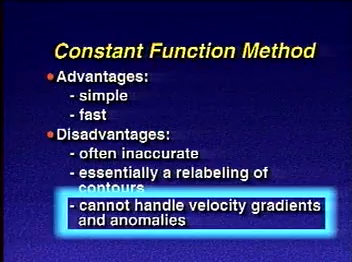 Constant Function Method
Advantages:
- simple
- fast
Disadvantages:
- often inaccurate
- essentially a relabeling of
contours
- cannot handle velocity gradients
and anomalies